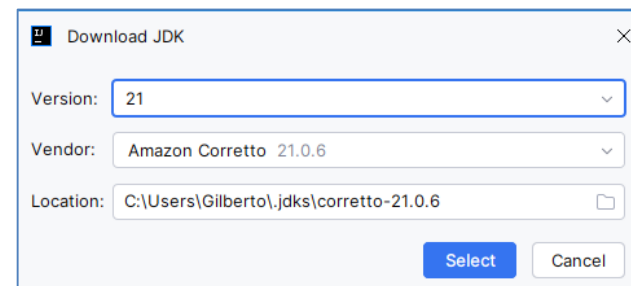 Download JDK
Version: 21
Vendor: Amazon Corretto 21.0.6
Location: C:\Users\Gilberto\.jdks\corretto-21.0.6
Select Cancel